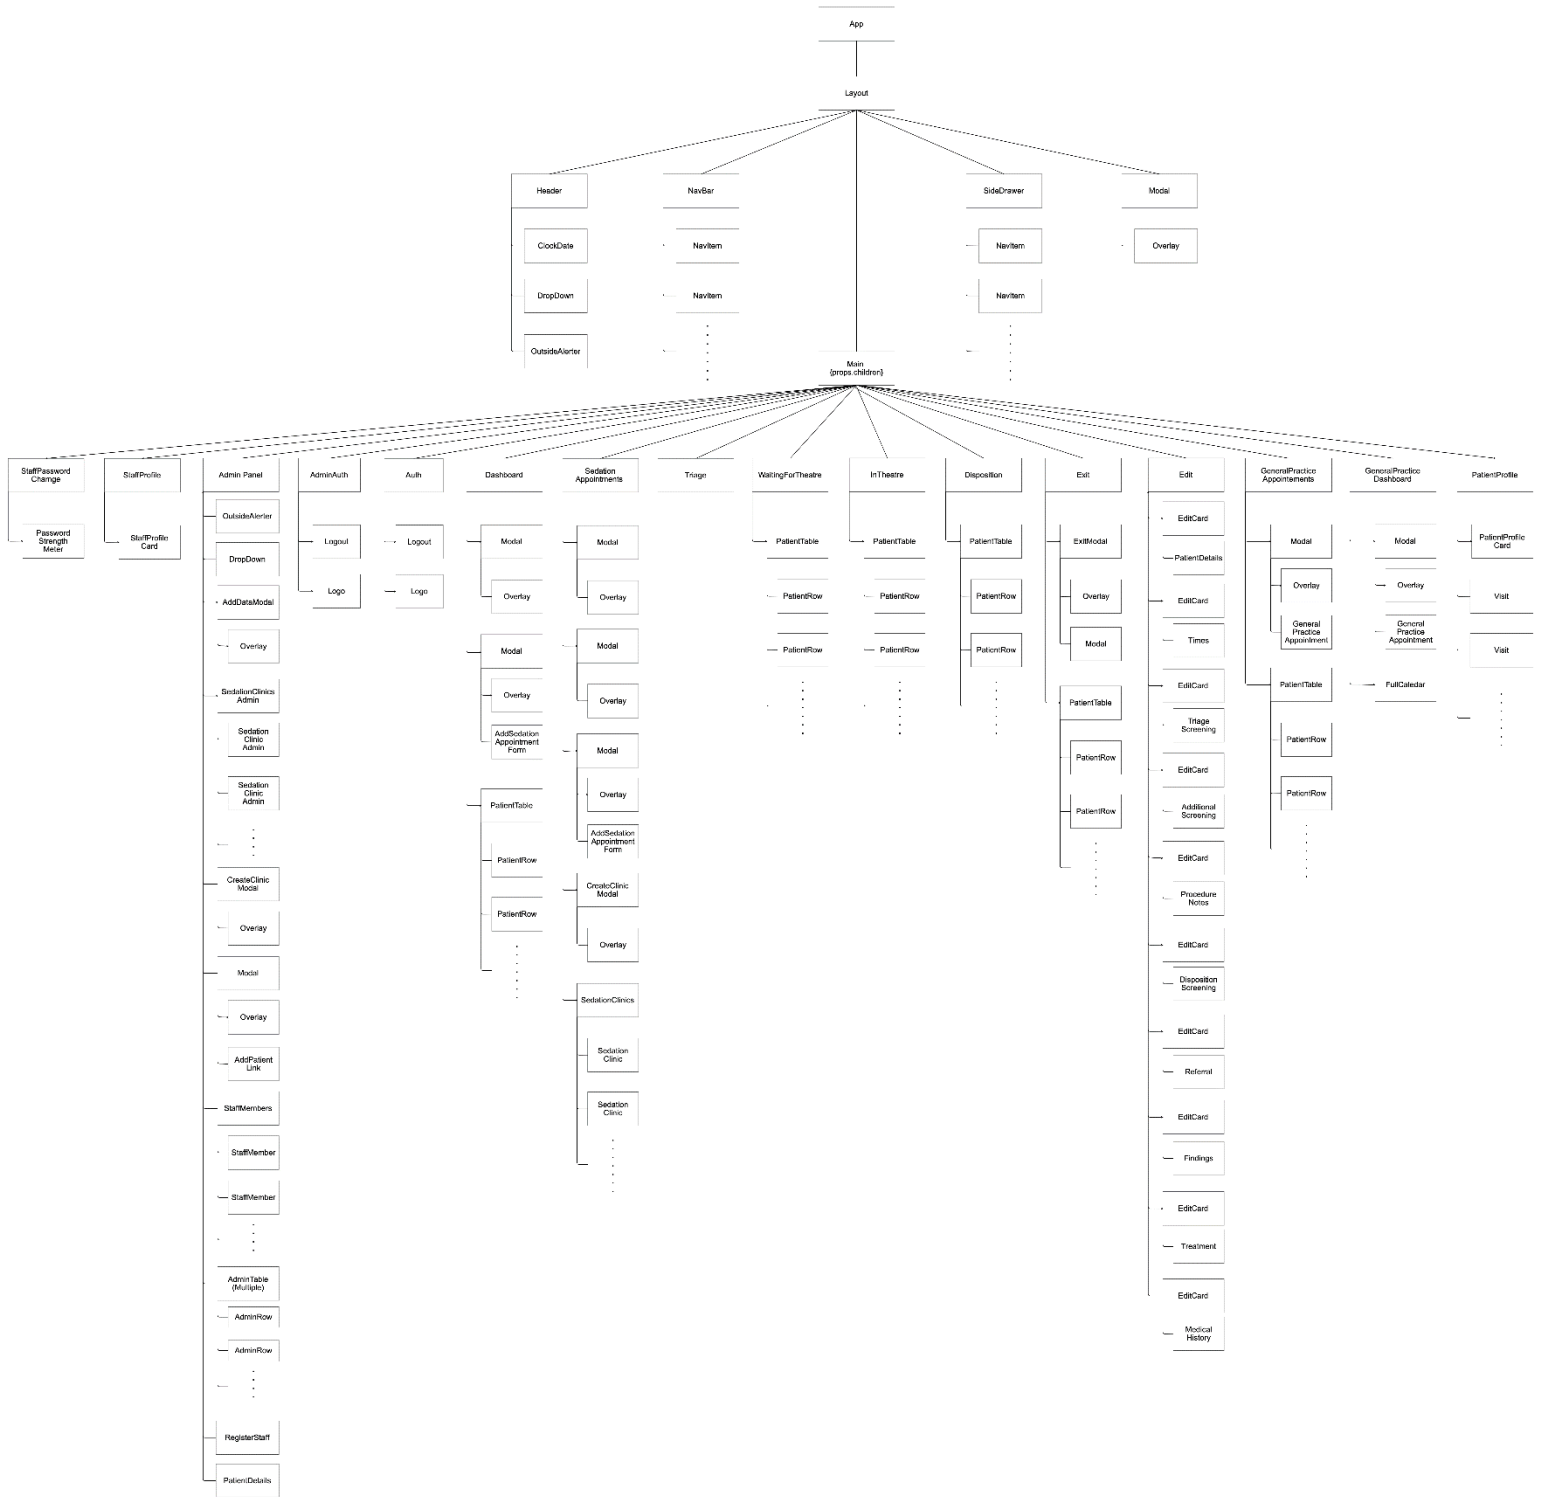 App
Layout
Header
NavBar
SideDrawer
Modal
ClockDate
NavItem
NavItem
Overlay
DropDown
NavItem
NavItem
OutsideAlerter
Main
{props.children}
StaffPassword
Change
StaffProfile
Admin Panel
AdminAuth
Auth
Dashboard
Sedation
Appointments
Triage
WaitingForTheatre
InTheatre
Disposition
Exit
Edit
GeneralPractice
Appointements
GeneralPractice
Dashboard
PatientProfile
Password
Strength
Meter
StaffProfile
Card
OutsideAlerter
DropDown
AddDataModal
Overlay
SedationClinics
Admin
Sedation
Clinic
Admin
Sedation
Clinic
Admin
CreateClinic
Modal
Overlay
Modal
Overlay
AddPatient
Link
StaffMembers
StaffMember
StaffMember
AdminTable
(Multiple)
AdminRow
AdminRow
RegisterStaff
PatientDetails
Logout
Logo
Logout
Logo
Modal
Overlay
Modal
Overlay
AddSedation
Appointment
Form
PatientTable
PatientRow
PatientRow
Modal
Overlay
Modal
Overlay
Modal
Overlay
AddSedation
Appointment
Form
CreateClinic
Modal
Overlay
SedationClinics
Sedation
Clinic
Sedation
Clinic
PatientTable
PatientRow
PatientRow
PatientTable
PatientRow
PatientRow
PatientTable
PatientRow
PatientRow
ExitModal
Overlay
Modal
PatientTable
PatientRow
PatientRow
EditCard
PatientDetails
EditCard
Times
EditCard
Triage
Screening
EditCard
Additional
Screening
EditCard
Procedure
Notes
EditCard
Disposition
Screening
EditCard
Referral
EditCard
Findings
EditCard
Treatment
EditCard
Medical
History
Modal
Overlay
General
Practice
Appointment
PatientTable
PatientRow
PatientRow
Modal
Overlay
General
Practice
Appointment
FullCaledar
PatientProfile
Card
Visit
Visit